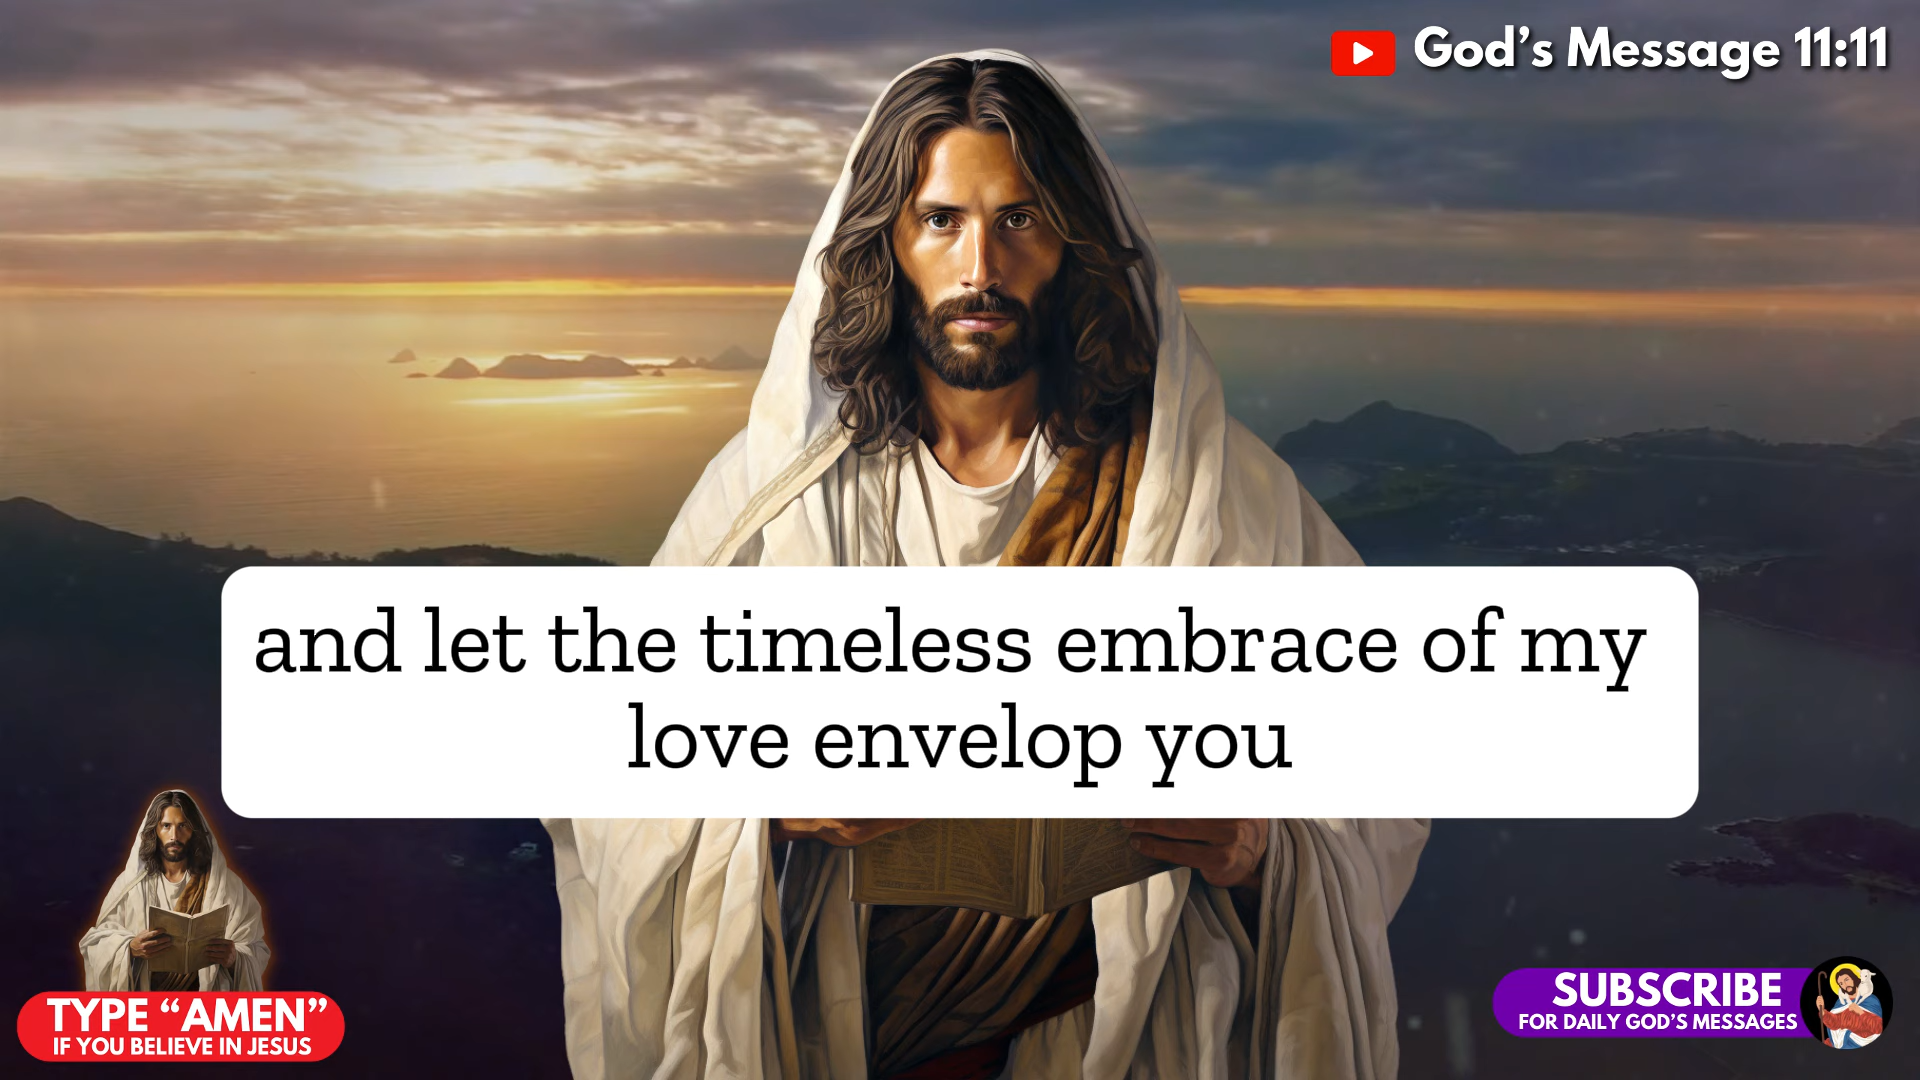 God’s Message 11:11
and let the timeless embrace of my
love envelop you
TYPE “AMEN”
IF YOU BELIEVE IN JESUS
SUBSCRIBE
FOR DAILY GOD’S MESSAGES